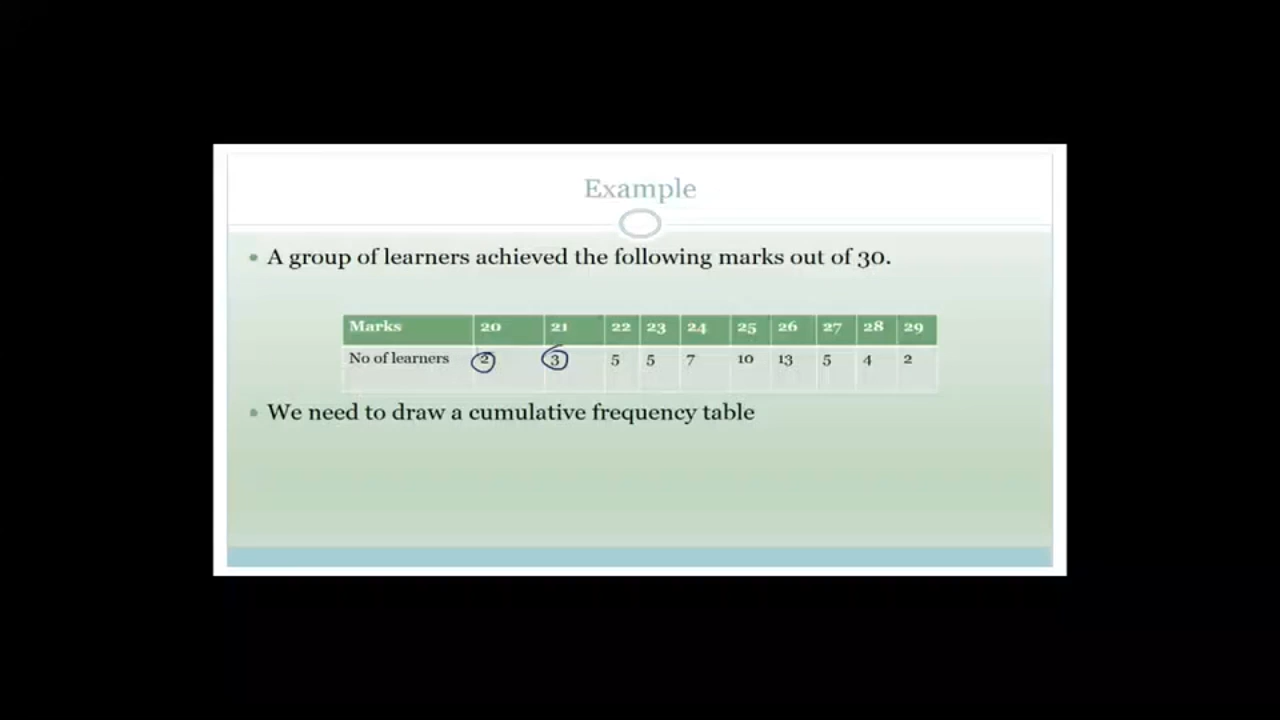 Example
• A group of learners achieved the following marks out of 30.
Marks 20 21 22 23 24 25 26 27 28 29
No of learners 2 3 5 5 7 10 13 5 4 2
• We need to draw a cumulative frequency table